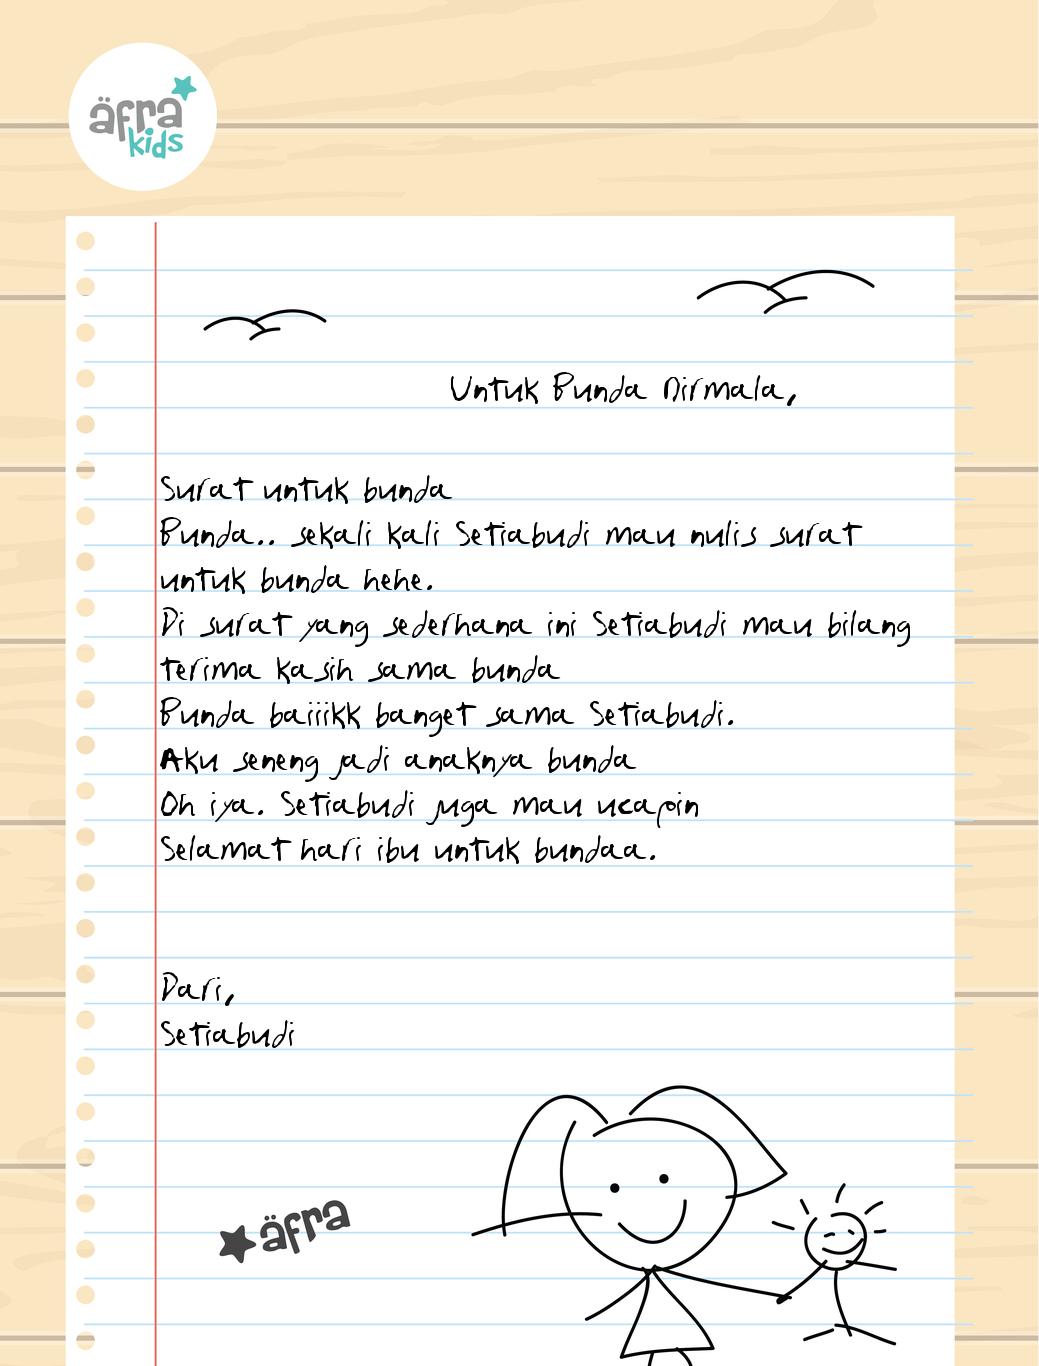 äfra
kids
Untuk Bunda Nirmala,
Surat untuk bunda
Bunda.. sekali kali Setiabudi mau nulis surat
untuk bunda hehe.
Di surat yang sederhana ini Setiabudi mau bilang
terima kasih sama bunda
Bunda baiiikk banget sama Setiabudi.
Aku seneng jadi anaknya bunda
Oh iya. Setiabudi juga mau ucapin
Selamat hari ibu untuk bundaa.
Dari,
Setiabudi
äfra